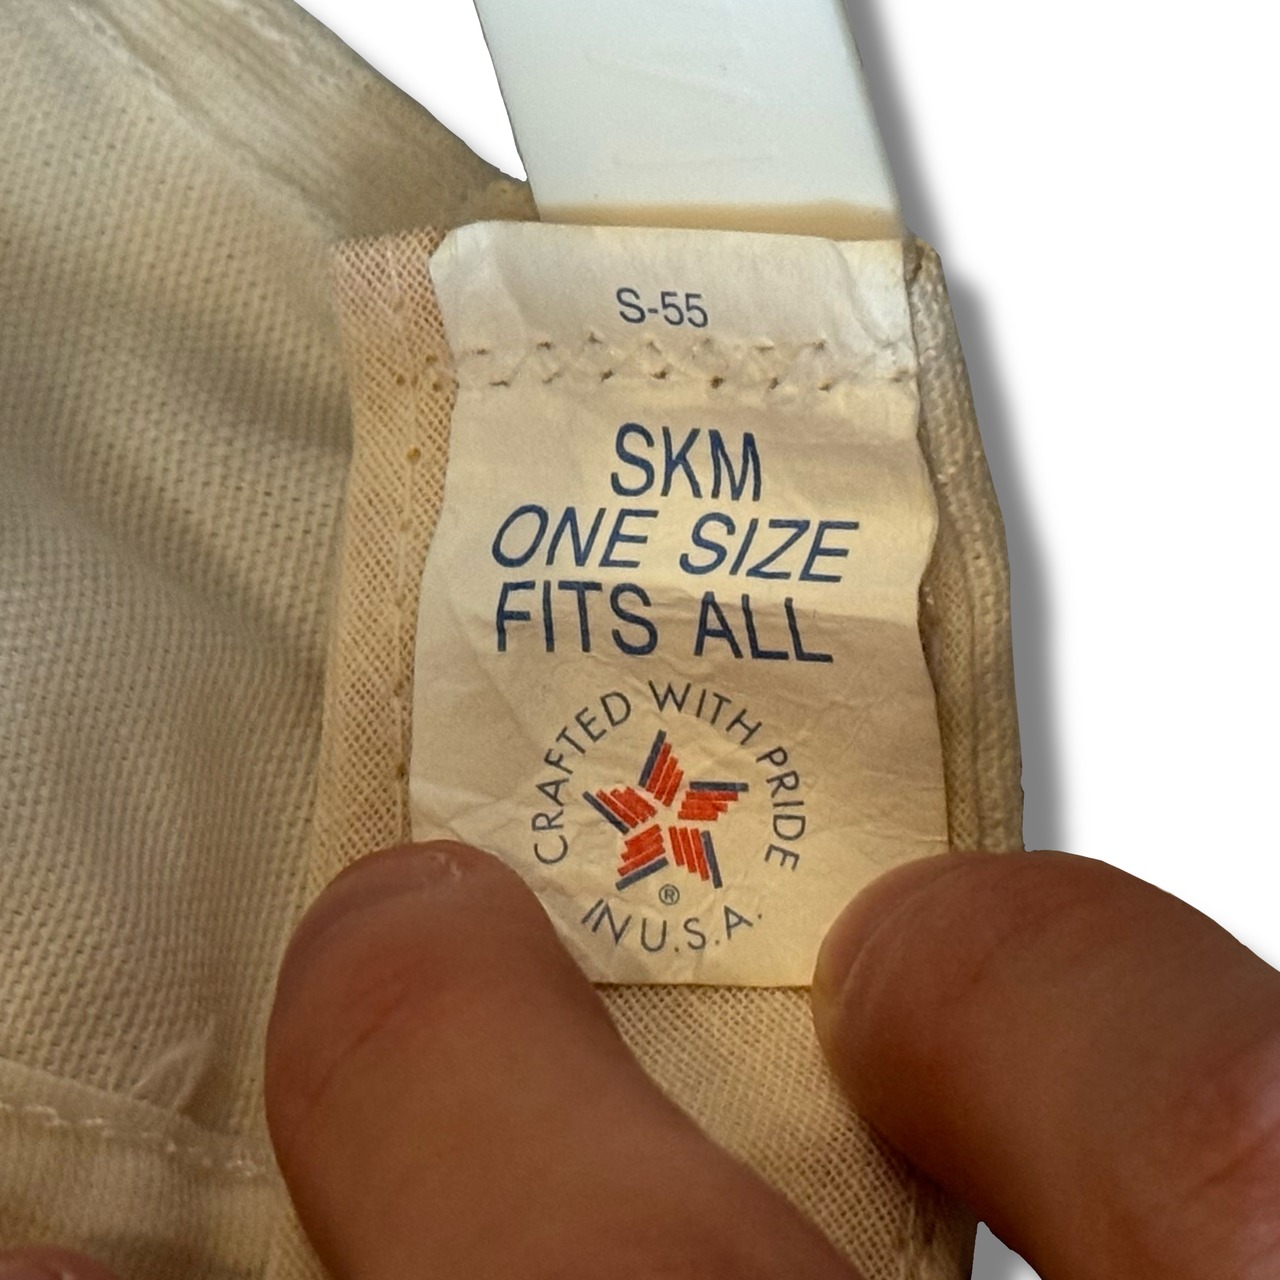 S-55
SKM
ONE SIZE
FITS ALL
CRAFTED WITH PRIDE
®
IN U.S.A.